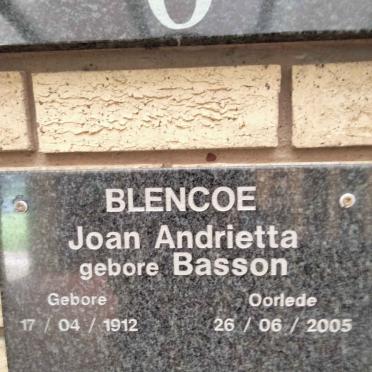 BLENCOE
Joan Andrietta
gebore Basson
Gebore Oorlede
17 / 04 / 1912 26 / 06 / 2005